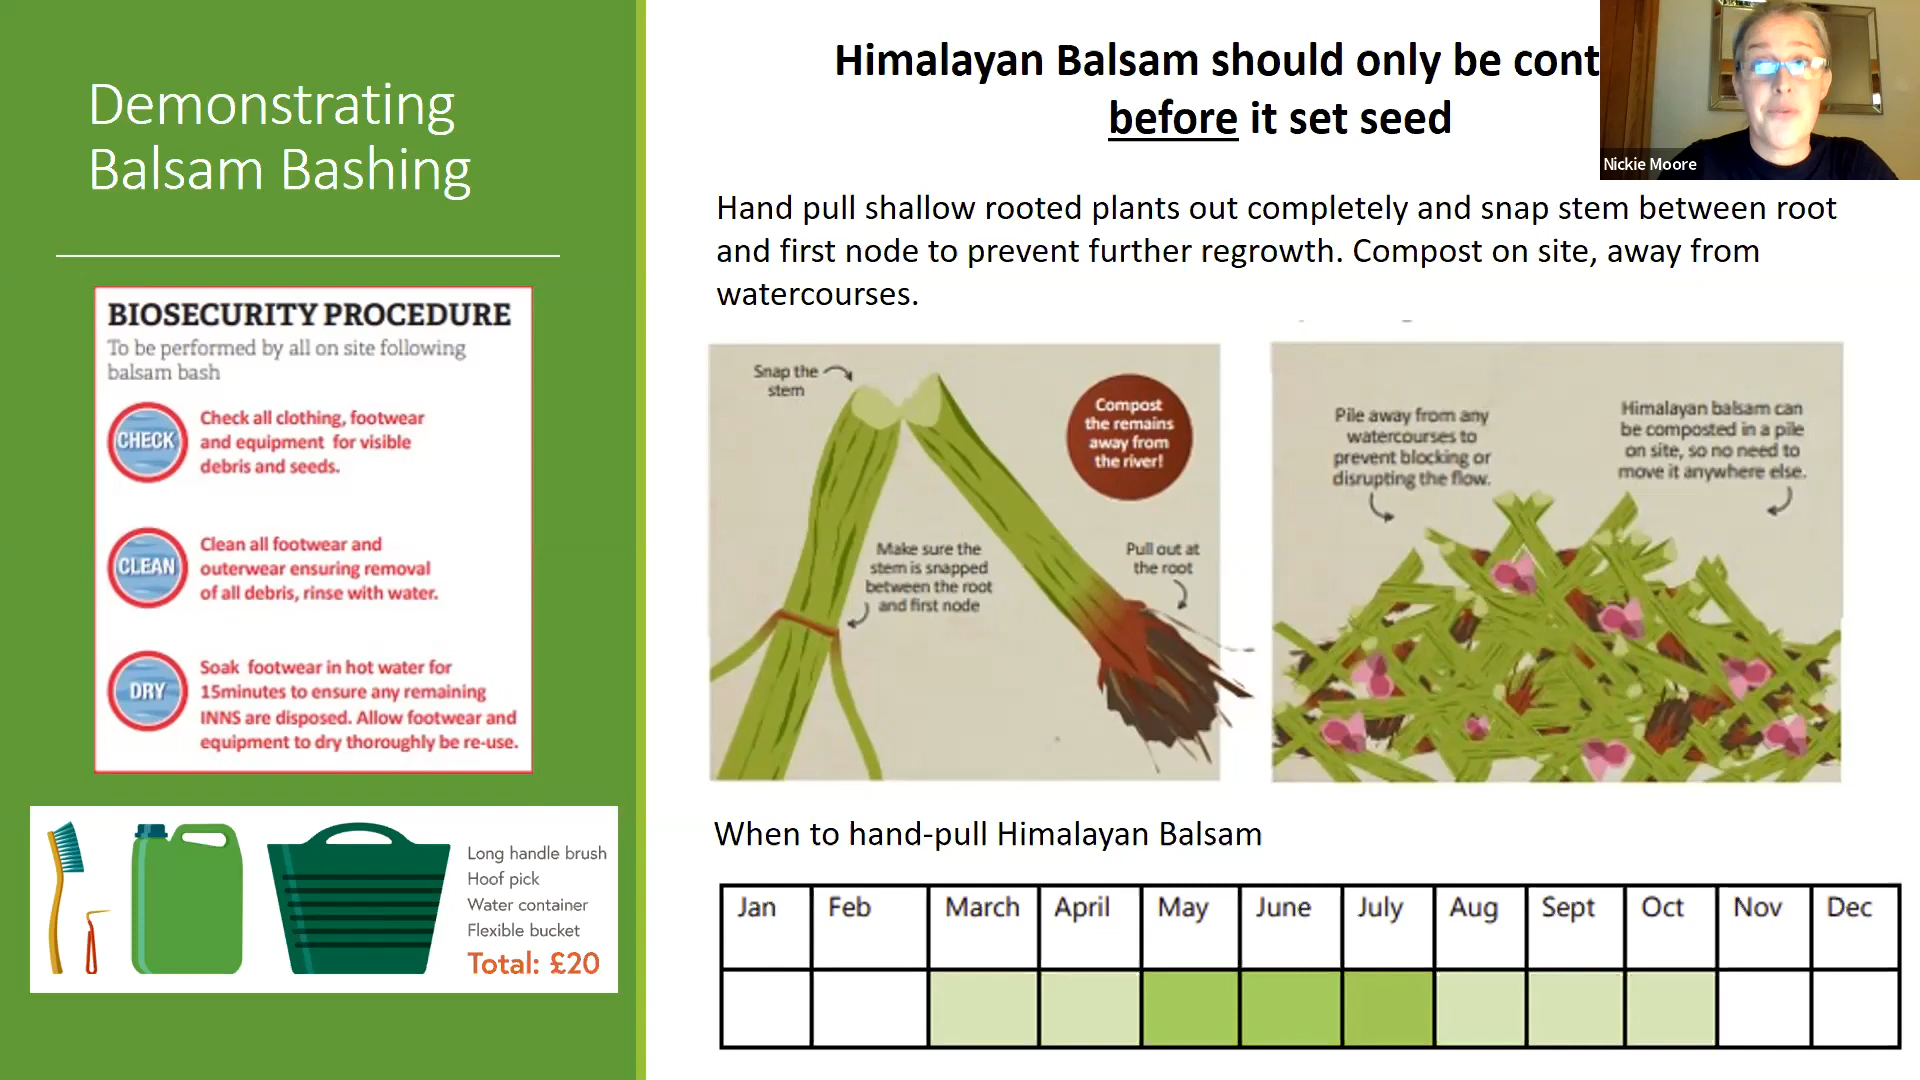 Demonstrating
Balsam Bashing
BIOSECURITY PROCEDURE
To be performed by all on site following
balsam bash
CHECK
Check all clothing, footwear
and equipment for visible
debris and seeds.
CLEAN
Clean all footwear and
outerwear ensuring removal
of all debris, rinse with water.
DRY
Soak footwear in hot water for
15minutes to ensure any remaining
INNS are disposed. Allow footwear and
equipment to dry thoroughly be re-use.
Long handle brush
Hoof pick
Water container
Flexible bucket
Total: £20
Himalayan Balsam should only be cont
before it set seed
Nickie Moore
Hand pull shallow rooted plants out completely and snap stem between root
and first node to prevent further regrowth. Compost on site, away from
watercourses.
Snap the
stem
Compost
the remains
away from
the river!
Make sure the
stem is snapped
between the root
and first node
Pull out at
the root
Pile away from any
watercourses to
prevent blocking or
disrupting the flow.
Himalayan balsam can
be composted in a pile
on site, so no need to
move it anywhere else.
When to hand-pull Himalayan Balsam
Jan Feb March April May June July Aug Sept Oct Nov Dec